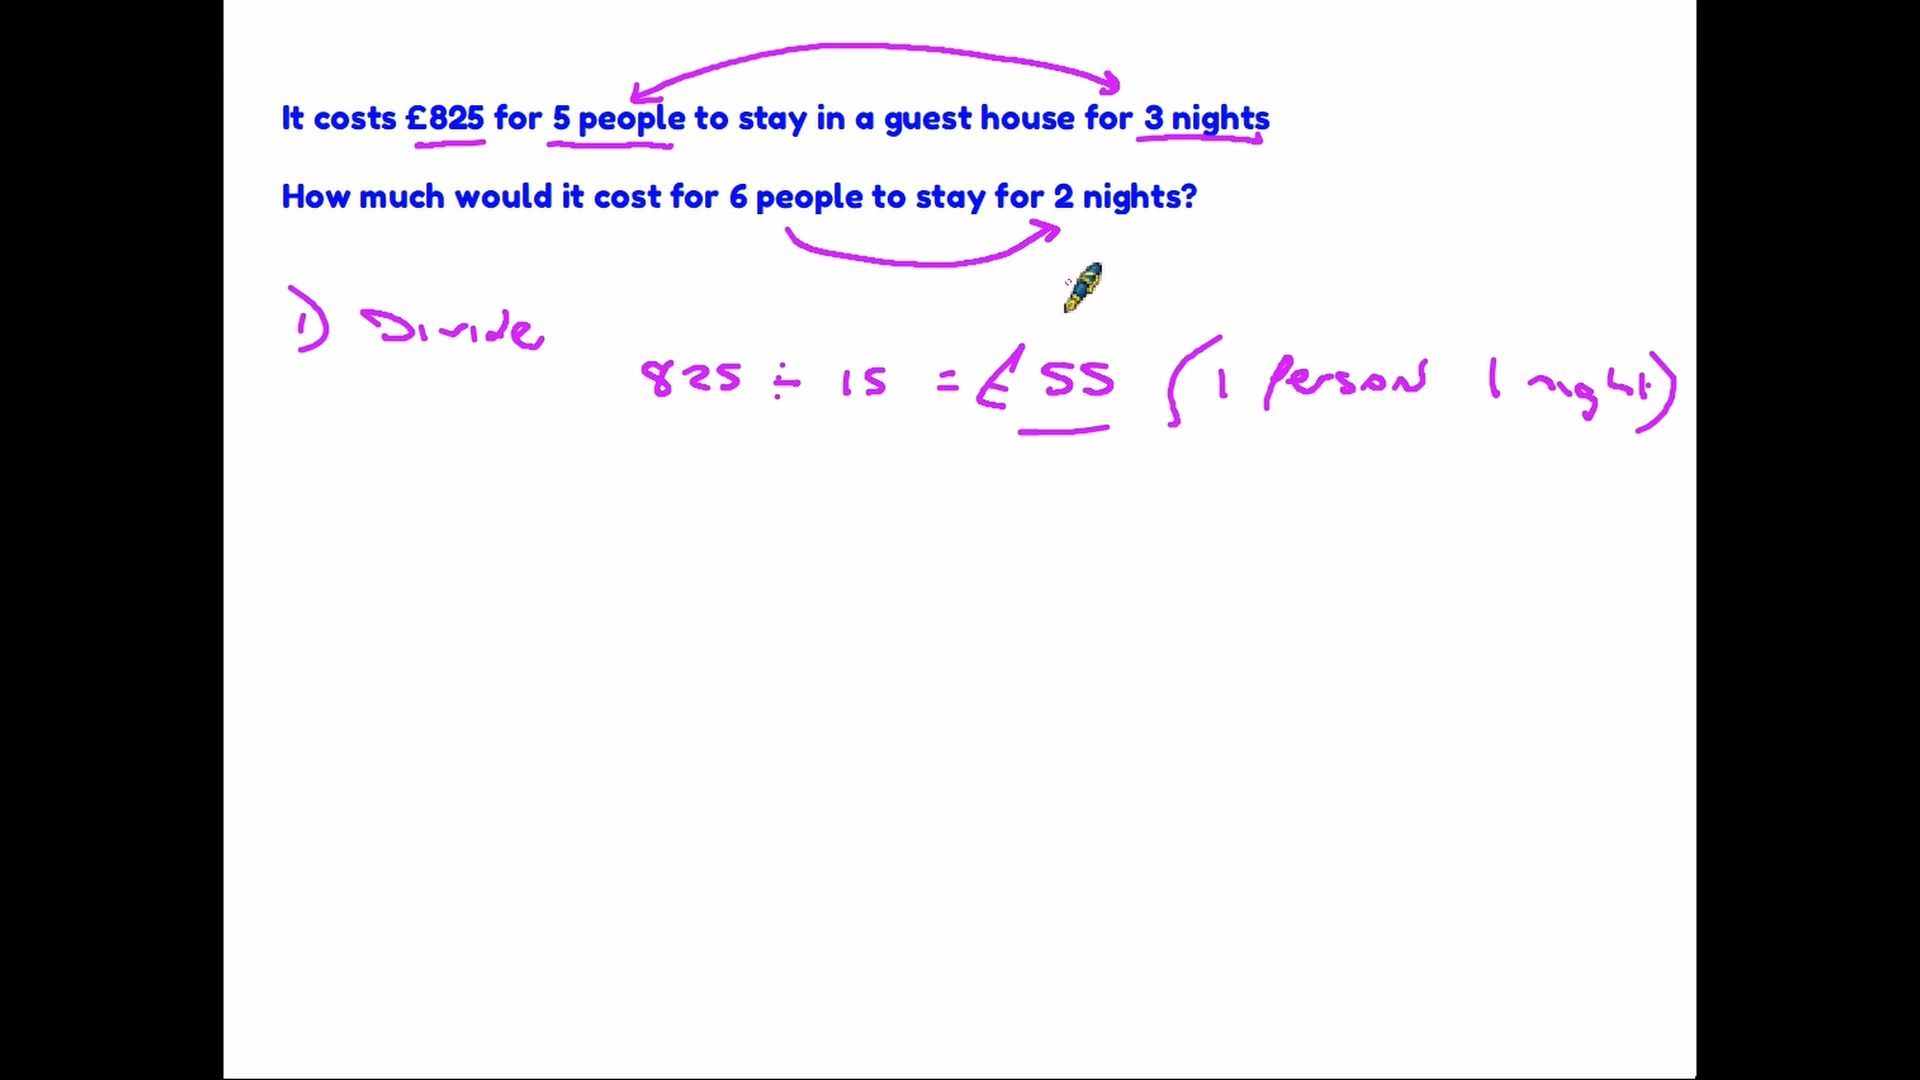 It costs £825 for 5 people to stay in a guest house for 3 nights
How much would it cost for 6 people to stay for 2 nights?
1) Divide
825 ÷ 15 = £55 (1 person 1 night)